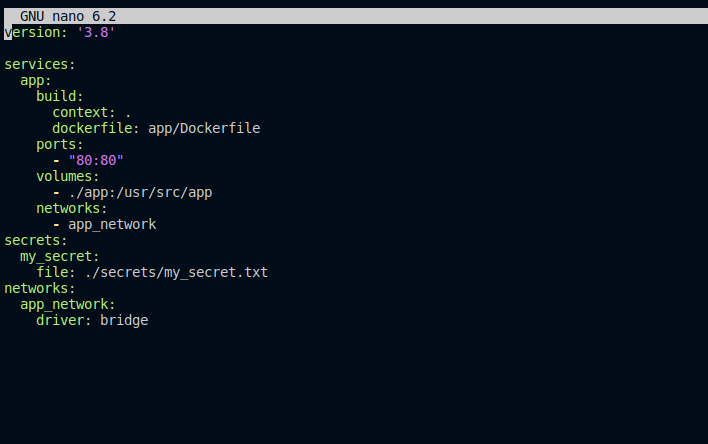 GNU nano 6.2
version: '3.8'
services:
  app:
    build:
      context: .
      dockerfile: app/Dockerfile
    ports:
      - "80:80"
    volumes:
      - ./app:/usr/src/app
    networks:
      - app_network
secrets:
  my_secret:
    file: ./secrets/my_secret.txt
networks:
  app_network:
    driver: bridge